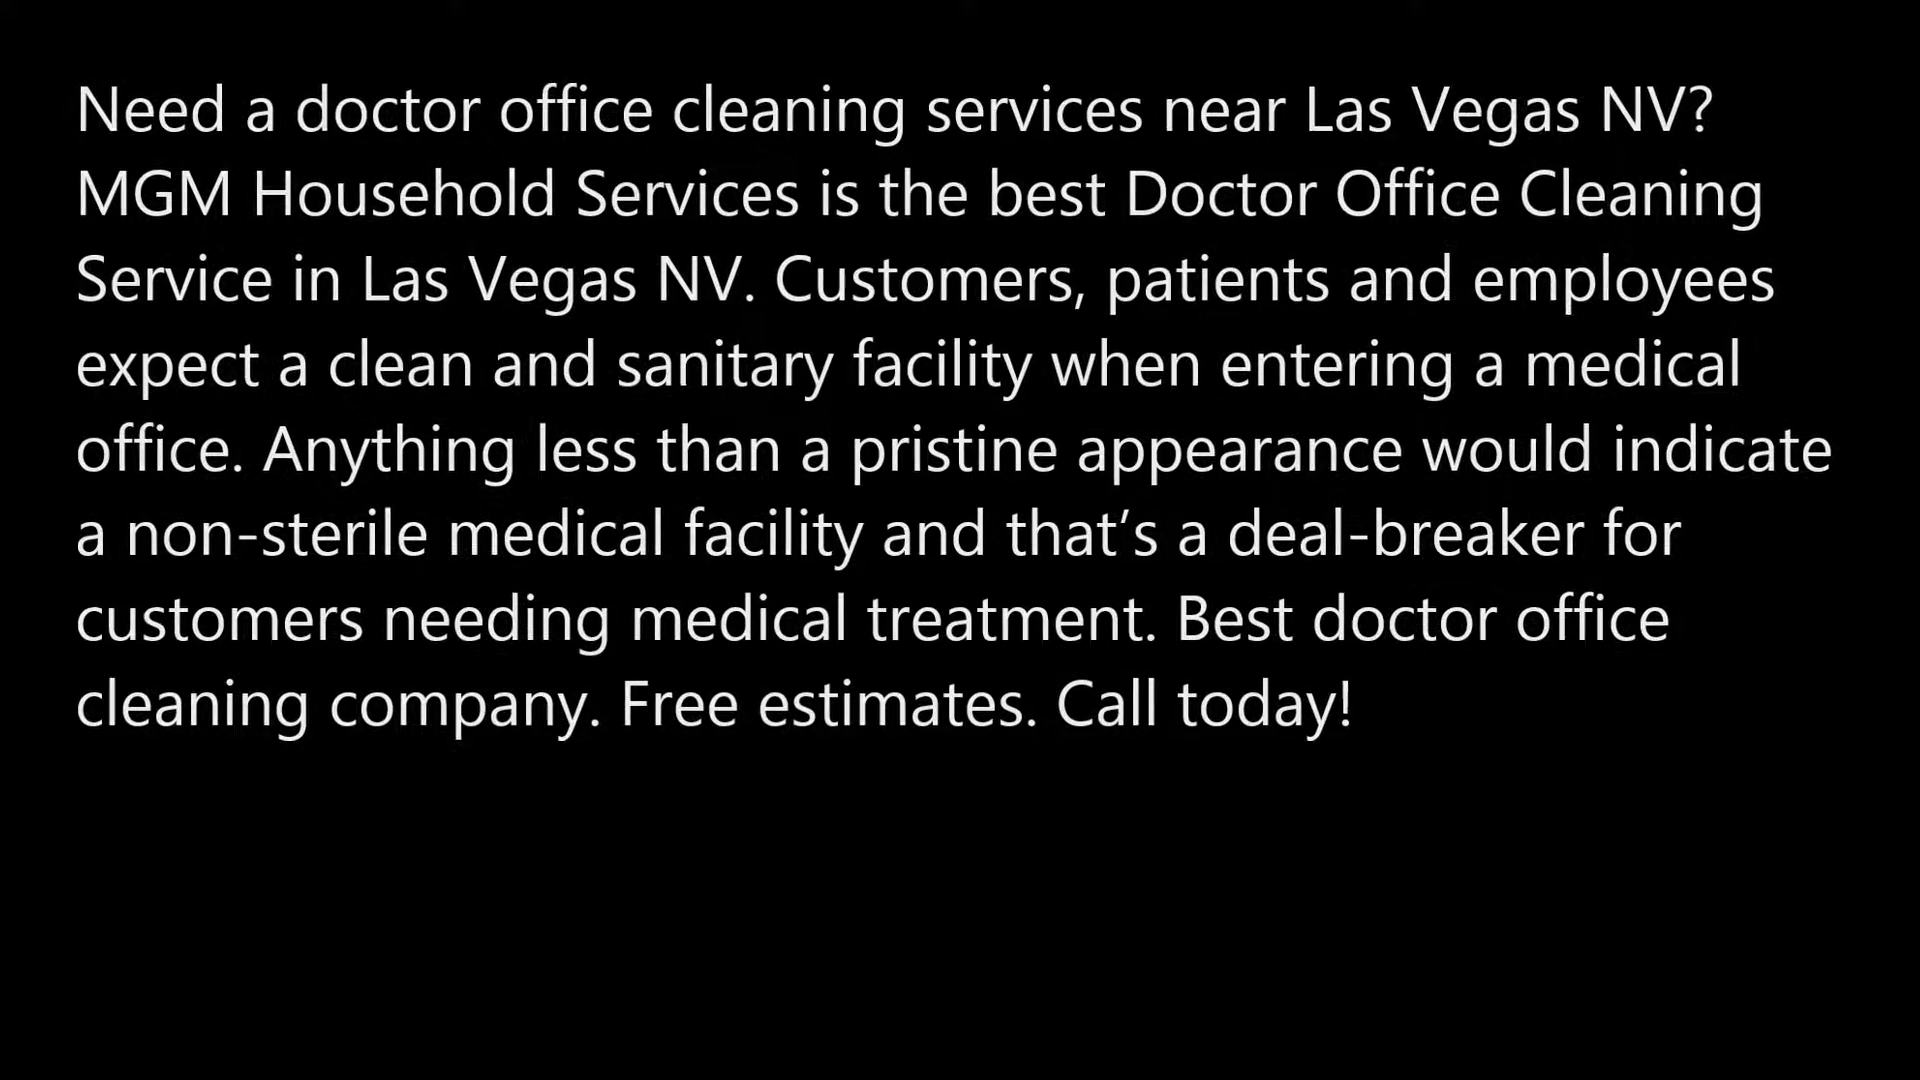 Need a doctor office cleaning services near Las Vegas NV?
MGM Household Services is the best Doctor Office Cleaning
Service in Las Vegas NV. Customers, patients and employees
expect a clean and sanitary facility when entering a medical
office. Anything less than a pristine appearance would indicate
a non-sterile medical facility and that’s a deal-breaker for
customers needing medical treatment. Best doctor office
cleaning company. Free estimates. Call today!